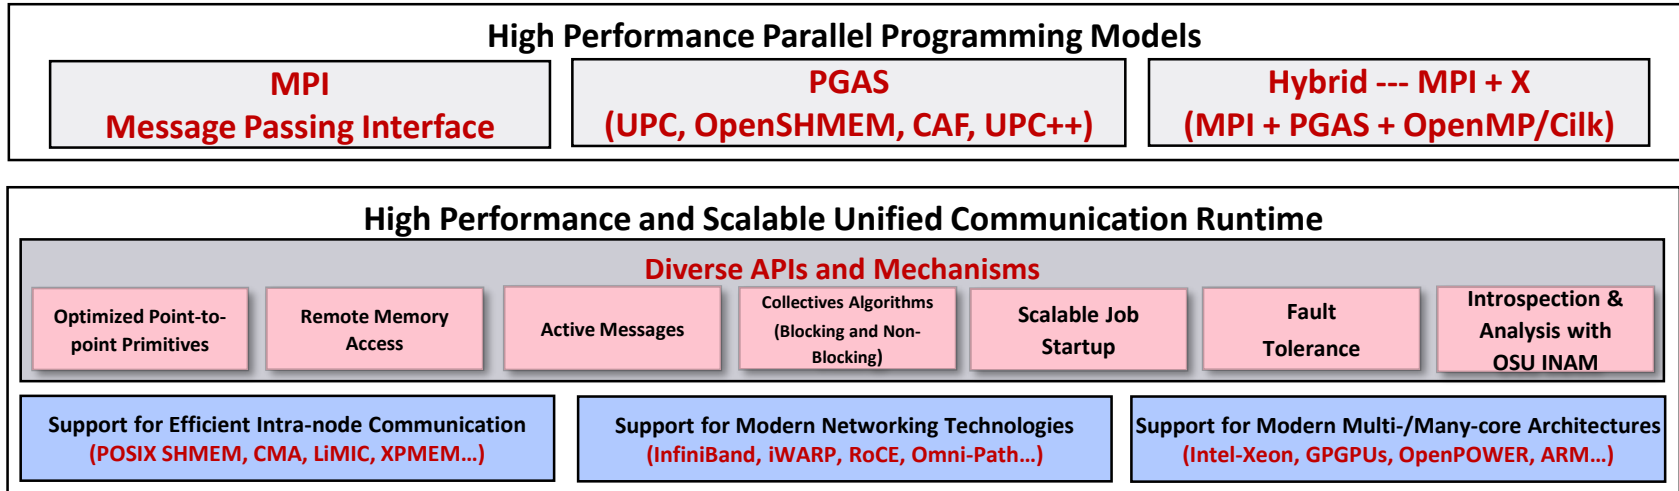 High Performance Parallel Programming Models
MPI
Message Passing Interface
PGAS
(UPC, OpenSHMEM, CAF, UPC++)
Hybrid --- MPI + X
(MPI + PGAS + OpenMP/Cilk)
High Performance and Scalable Unified Communication Runtime
Diverse APIs and Mechanisms
Optimized Point-to-
point Primitives
Remote Memory
Access
Active Messages
Collectives Algorithms
(Blocking and Non-
Blocking)
Scalable Job
Startup
Fault
Tolerance
Introspection &
Analysis with
OSU INAM
Support for Efficient Intra-node Communication
(POSIX SHMEM, CMA, LiMIC, XPMEM…)
Support for Modern Networking Technologies
(InfiniBand, iWARP, RoCE, Omni-Path…)
Support for Modern Multi-/Many-core Architectures
(Intel-Xeon, GPGPUs, OpenPOWER, ARM…)